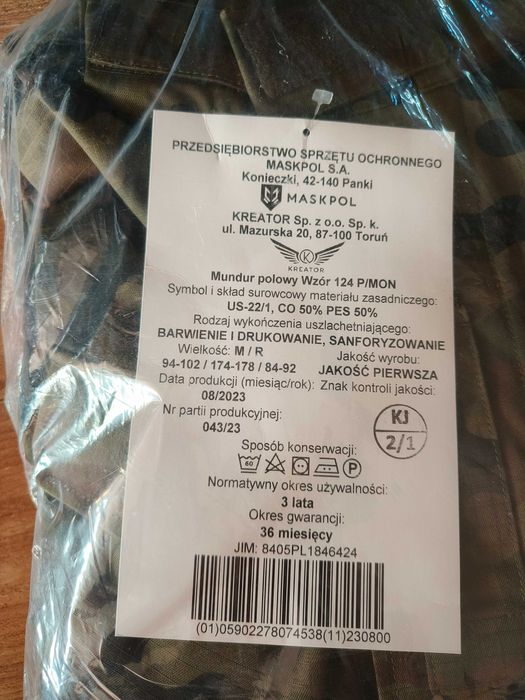 PRZEDSIĘBIORSTWO SPRZĘTU OCHRONNEGO
MASKPOL S.A.
Konieczki, 42-140 Panki
MASKPOL
KREATOR Sp. z o.o. Sp. k.
ul. Mazurska 20, 87-100 Toruń
K
KREATOR
Mundur polowy Wzór 124 P/MON
Symbol i skład surowcowy materiału zasadniczego:
US-22/1, CO 50% PES 50%
Rodzaj wykończenia uszlachetniającego:
BARWIENIE I DRUKOWANIE, SANFORYZOWANIE
Wielkość: M / R Jakość wyrobu:
94-102 / 174-178 / 84-92 JAKOŚĆ PIERWSZA
Data produkcji (miesiąc/rok): Znak kontroli jakości:
08/2023
Nr partii produkcyjnej:
043/23
KJ
2/1
Sposób konserwacji:
60 P
Normatywny okres używalności:
3 lata
Okres gwarancji:
36 miesięcy
JIM: 8405PL1846424
(01)05902278074538(11)230800